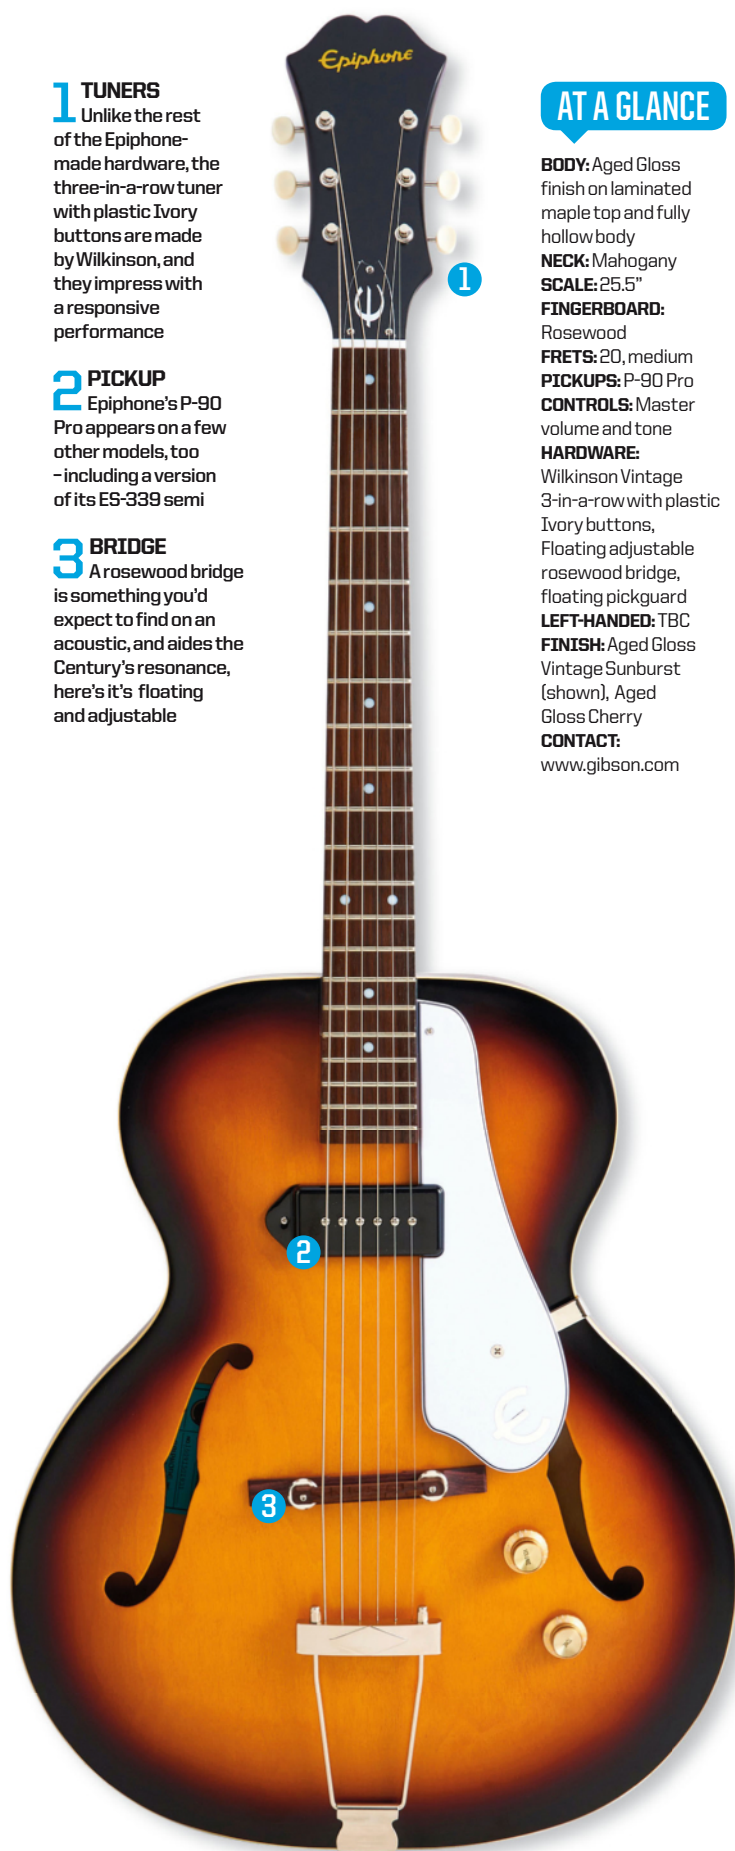 Epiphone
1 TUNERS
Unlike the rest
of the Epiphone-
made hardware, the
three-in-a-row tuner
with plastic Ivory
buttons are made
by Wilkinson, and
they impress with
a responsive
performance
2 PICKUP
Epiphone's P-90
Pro appears on a few
other models, too
– including a version
of its ES-339 semi
3 BRIDGE
A rosewood bridge
is something you'd
expect to find on an
acoustic, and aides the
Century's resonance,
here's it's floating
and adjustable
AT A GLANCE
BODY: Aged Gloss
finish on laminated
maple top and fully
hollow body
NECK: Mahogany
SCALE: 25.5"
FINGERBOARD:
Rosewood
FRETS: 20, medium
PICKUPS: P-90 Pro
CONTROLS: Master
volume and tone
HARDWARE:
Wilkinson Vintage
3-in-a-row with plastic
Ivory buttons,
Floating adjustable
rosewood bridge,
floating pickguard
LEFT-HANDED: TBC
FINISH: Aged Gloss
Vintage Sunburst
(shown), Aged
Gloss Cherry
CONTACT:
www.gibson.com
1
2
3